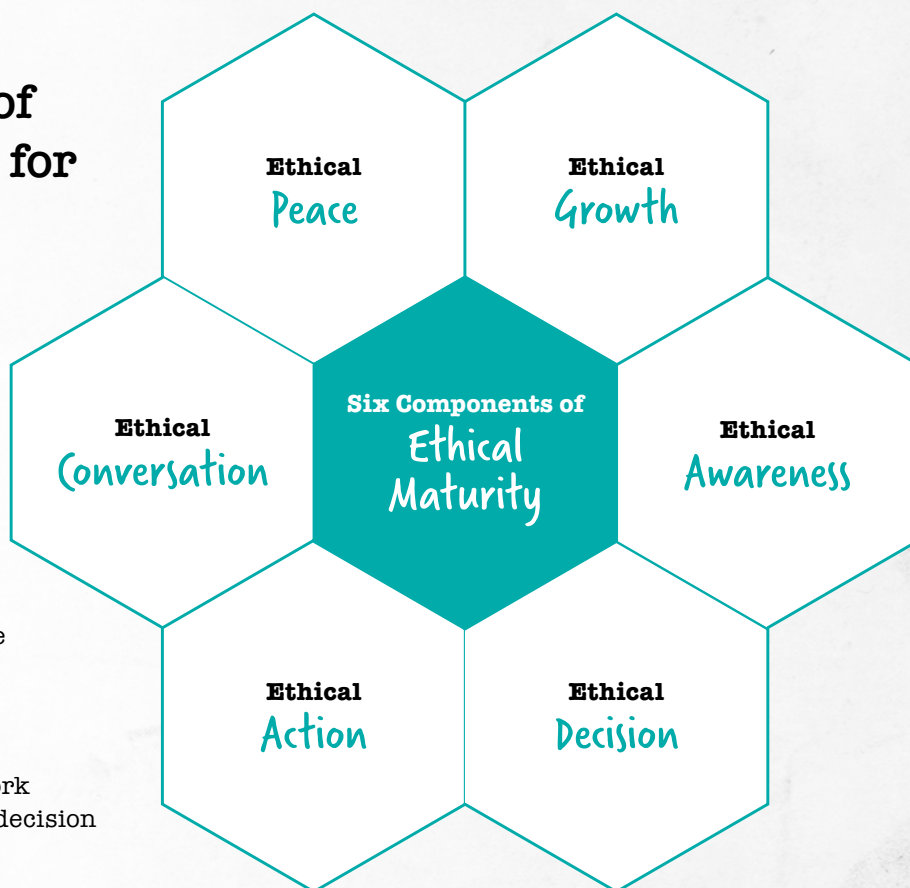 of
for
Ethical
Peace
Ethical
Growth
Ethical
Conversation
Six Components of
Ethical
Maturity
Ethical
Awareness
Ethical
Action
Ethical
Decision
decision